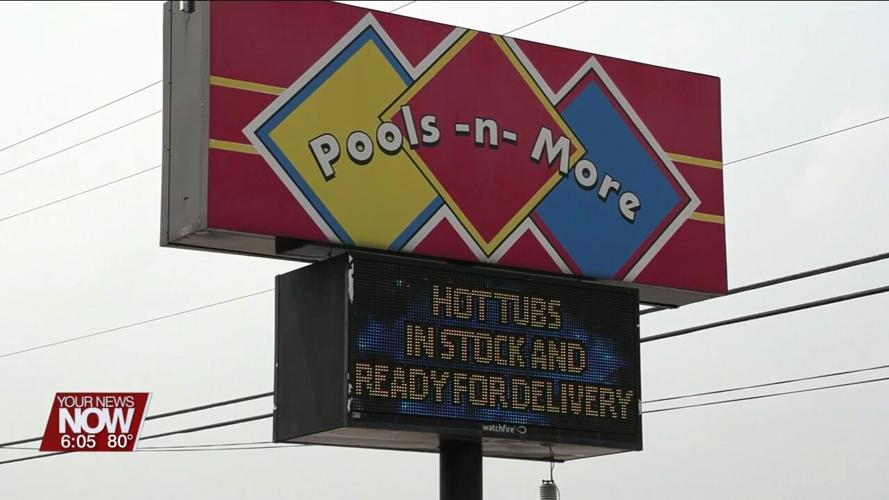 Pools -n- More
HOT TUBS
IN STOCK AND
READY FOR DELIVERY
watchfire
YOUR NEWS
NOW
6:05 80°